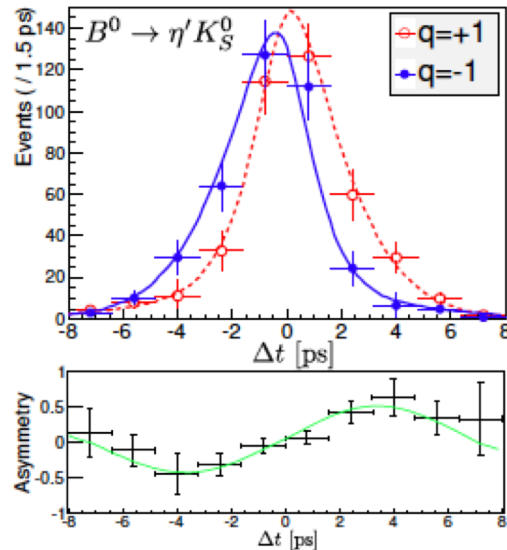 B⁰ → η′K⁰_S
q=+1
q=-1
Events ( / 1.5 ps)
140
120
100
80
60
40
20
0
-8 -6 -4 -2 0 2 4 6 8
Δt [ps]
Asymmetry
1
0.5
0
-0.5
-1
-8 -6 -4 -2 0 2 4 6 8
Δt [ps]